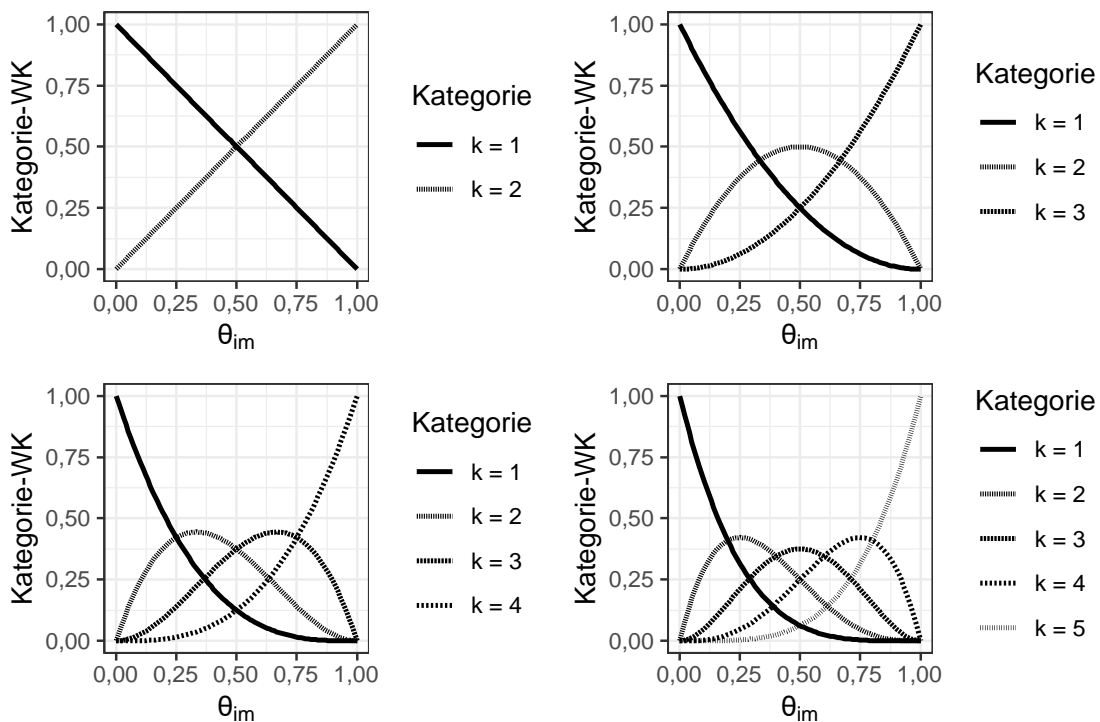 1,00
0,75
0,50
0,25
0,00
Kategorie-WK
0,00 0,25 0,50 0,75 1,00
θim
Kategorie
k = 1
k = 2
1,00
0,75
0,50
0,25
0,00
Kategorie-WK
0,00 0,25 0,50 0,75 1,00
θim
Kategorie
k = 1
k = 2
k = 3
1,00
0,75
0,50
0,25
0,00
Kategorie-WK
0,00 0,25 0,50 0,75 1,00
θim
Kategorie
k = 1
k = 2
k = 3
k = 4
1,00
0,75
0,50
0,25
0,00
Kategorie-WK
0,00 0,25 0,50 0,75 1,00
θim
Kategorie
k = 1
k = 2
k = 3
k = 4
k = 5